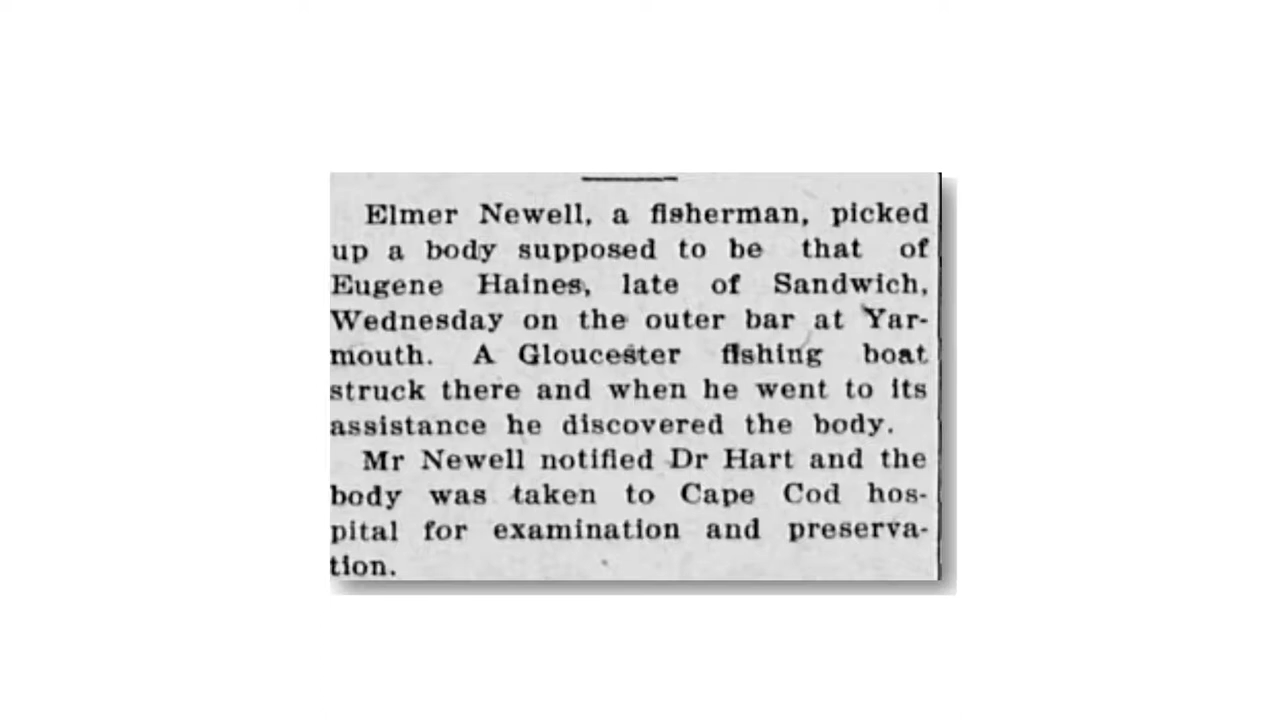 Elmer Newell, a fisherman, picked
up a body supposed to be that of
Eugene Haines, late of Sandwich,
Wednesday on the outer bar at Yar-
mouth. A Gloucester fishing boat
struck there and when he went to its
assistance he discovered the body.
Mr Newell notified Dr Hart and the
body was taken to Cape Cod hos-
pital for examination and preserva-
tion.